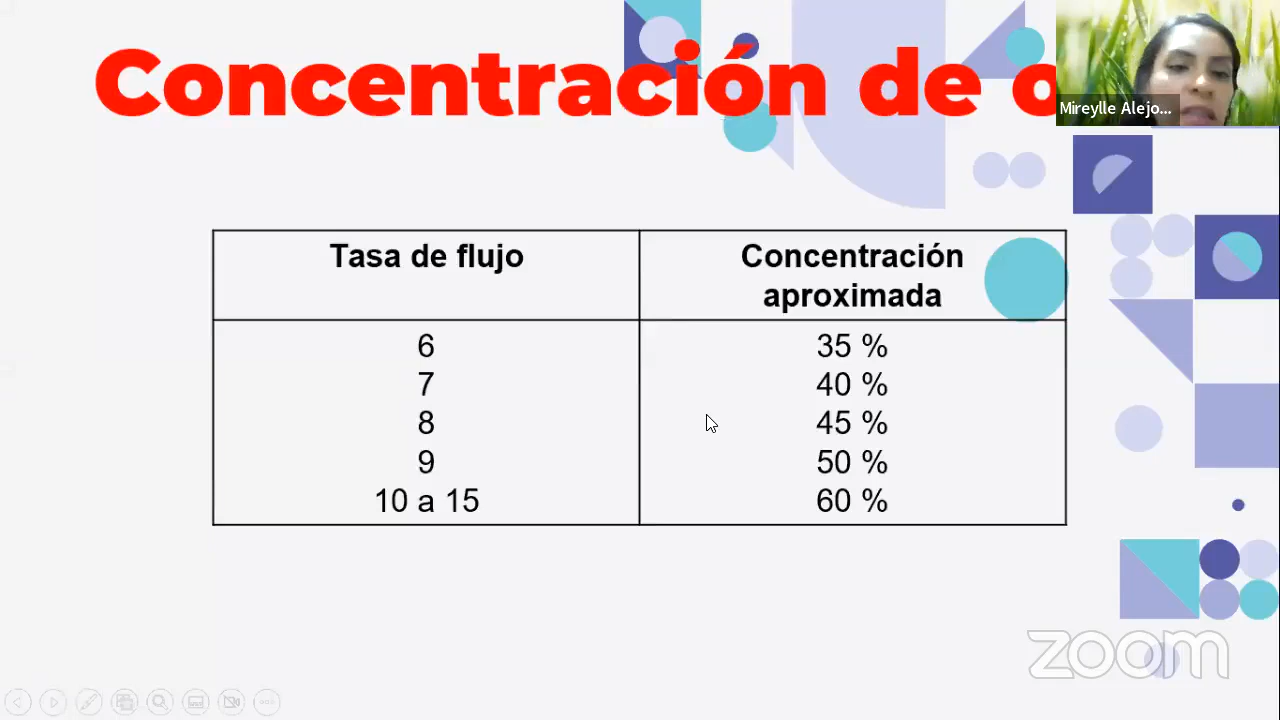 Concentración de o
Mireylle Alejo...
Tasa de flujo
Concentración
aproximada
6
35 %
7
40 %
8
45 %
9
50 %
10 a 15
60 %
zoom